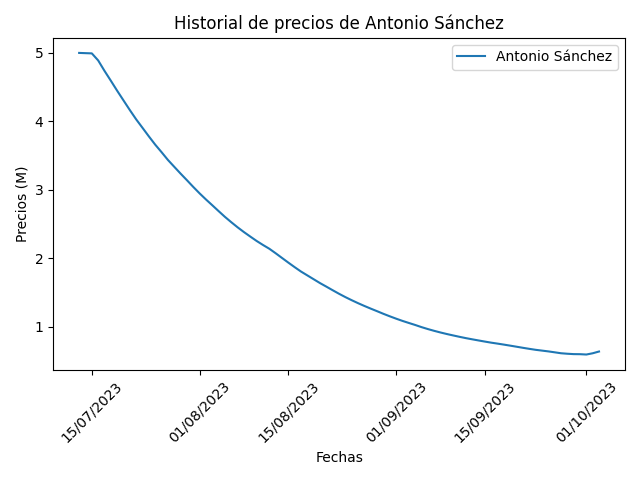 Historial de precios de Antonio Sánchez
Antonio Sánchez
Precios (M)
5
4
3
2
1
15/07/2023
01/08/2023
15/08/2023
01/09/2023
15/09/2023
01/10/2023
Fechas